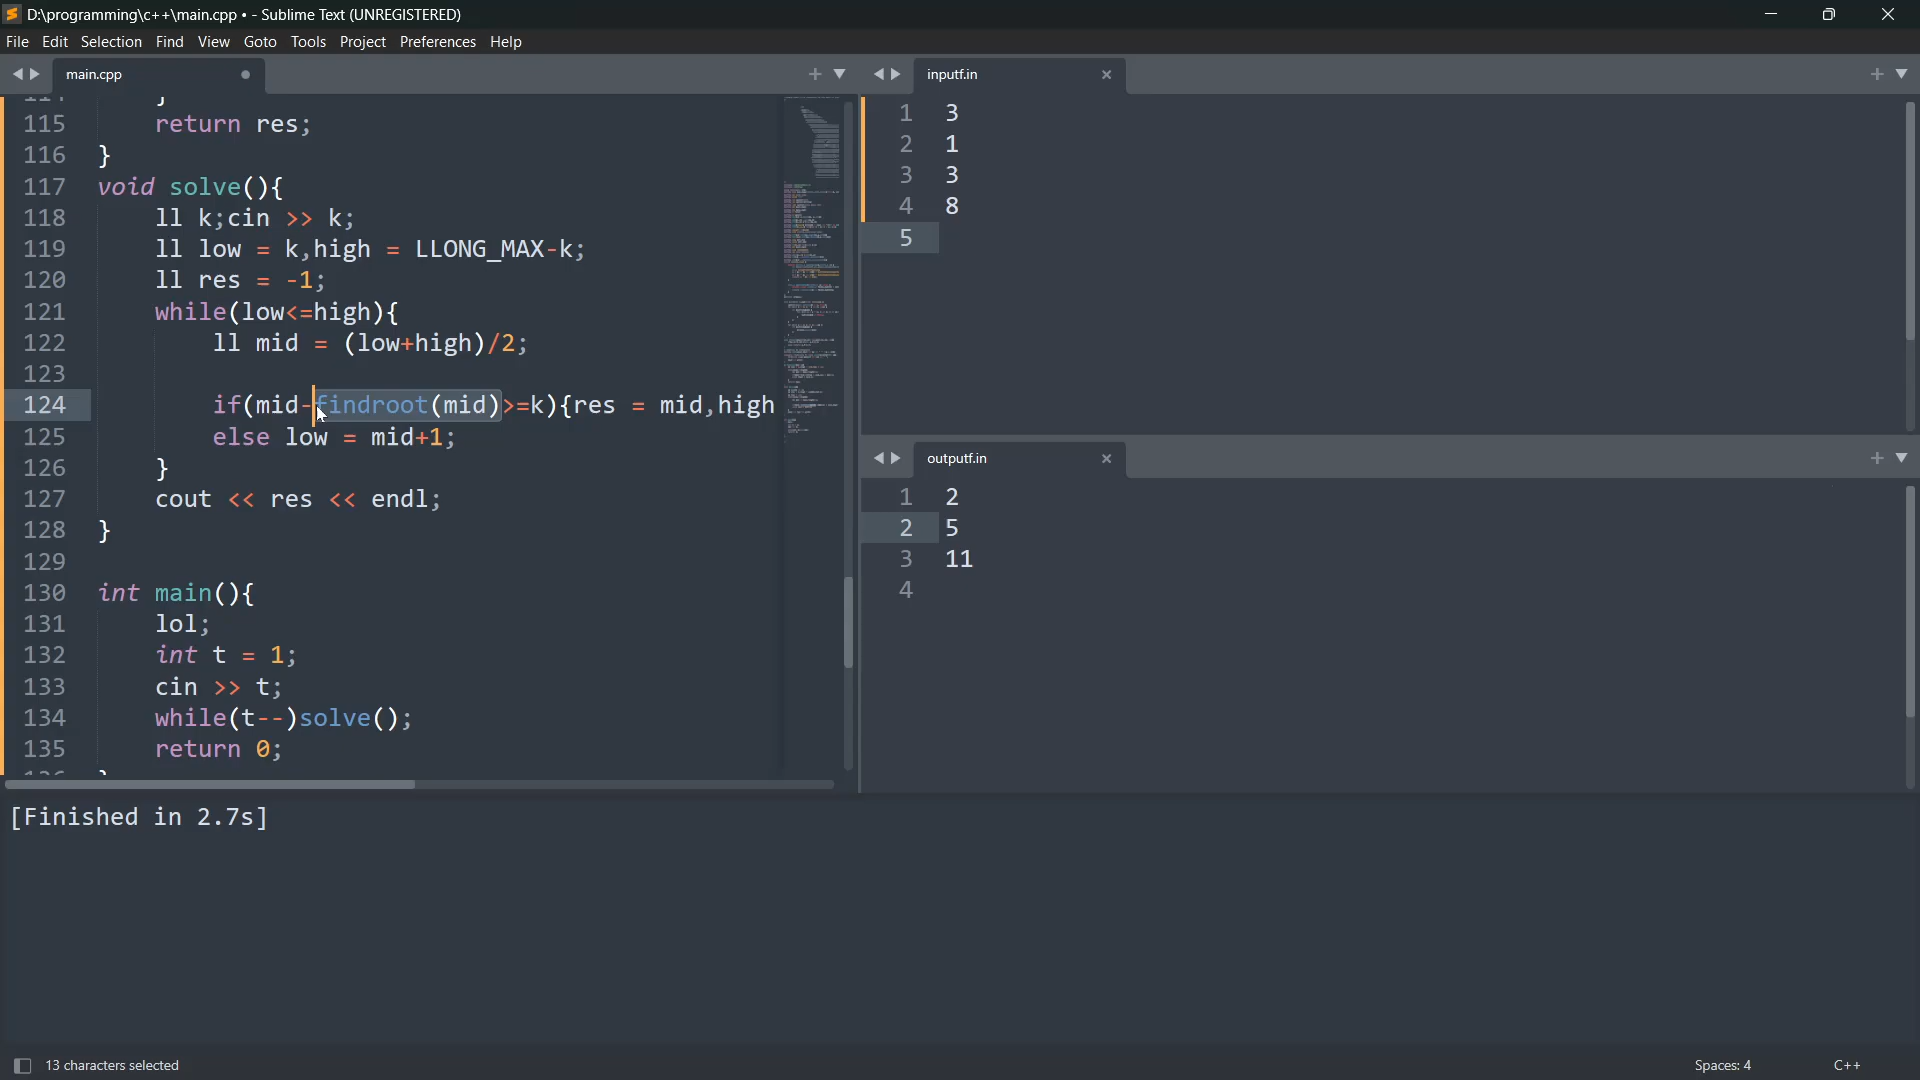 D:\programming\c++\main.cpp • - Sublime Text (UNREGISTERED)
File Edit Selection Find View Goto Tools Project Preferences Help
main.cpp
115 return res;
116 }
117 void solve(){
118 ll k;cin >> k;
119 ll low = k,high = LLONG_MAX-k;
120 ll res = -1;
121 while(low<=high){
122 ll mid = (low+high)/2;
123
124 if(mid-findroot(mid)>=k){res = mid,high
125 else low = mid+1;
126 }
127 cout << res << endl;
128 }
129
130 int main(){
131 lol;
132 int t = 1;
133 cin >> t;
134 while(t--)solve();
135 return 0;
inputf.in
1 3
2 1
3 3
4 8
5
outputf.in
1 2
2 5
3 11
4
[Finished in 2.7s]
13 characters selected
Spaces: 4
C++